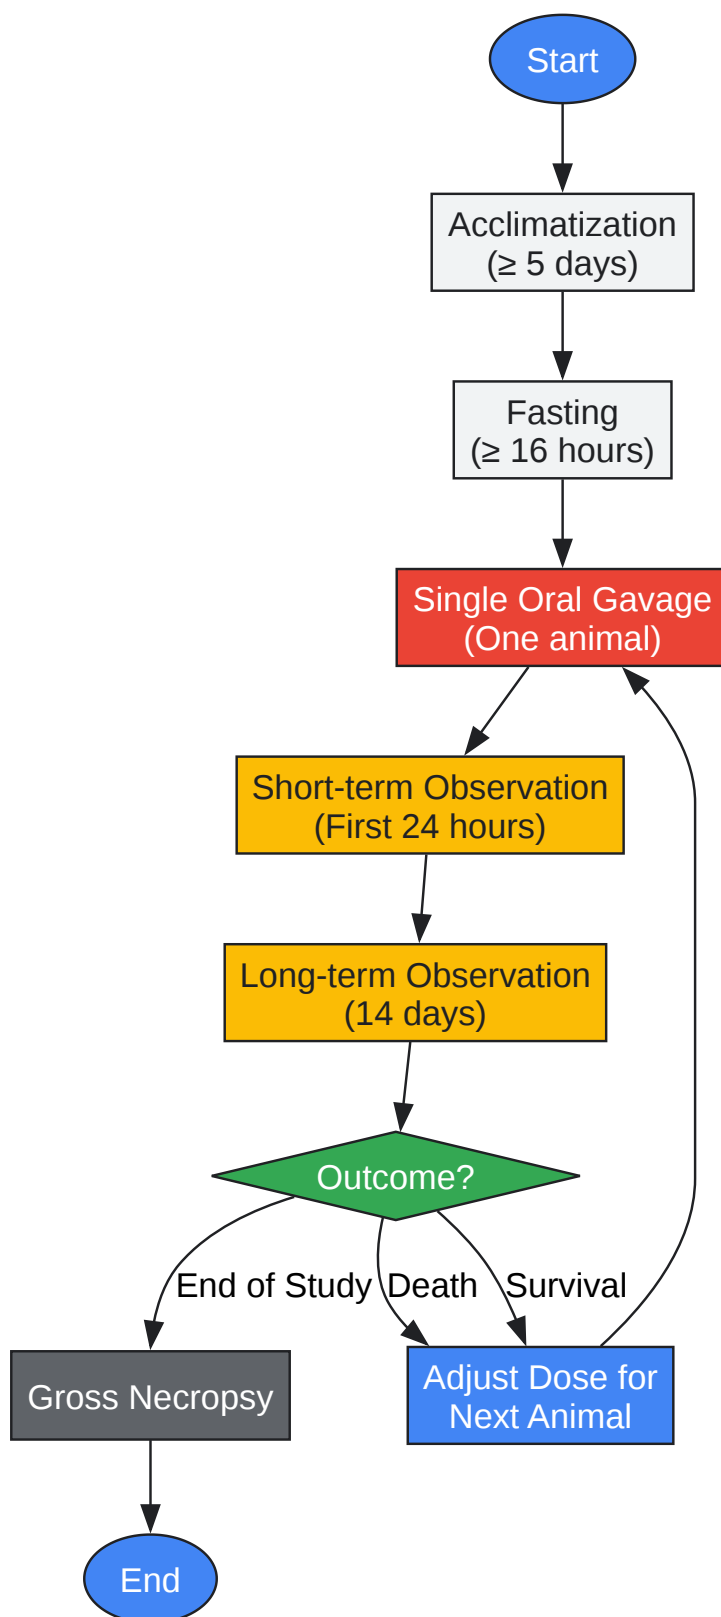 Start
Acclimatization
(≥ 5 days)
Fasting
(≥ 16 hours)
Single Oral Gavage
(One animal)
Short-term Observation
(First 24 hours)
Long-term Observation
(14 days)
Outcome?
End of Study
Death
Survival
Gross Necropsy
Adjust Dose for
Next Animal
End